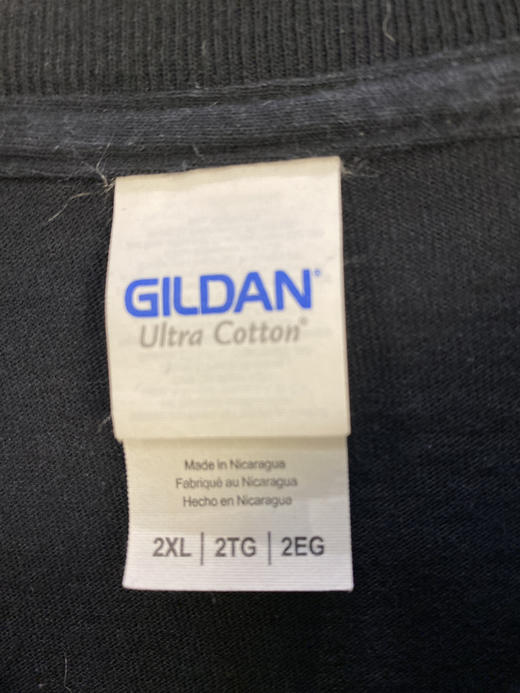 GILDAN®
Ultra Cotton®
Made in Nicaragua
Fabriqué au Nicaragua
Hecho en Nicaragua
2XL | 2TG | 2EG